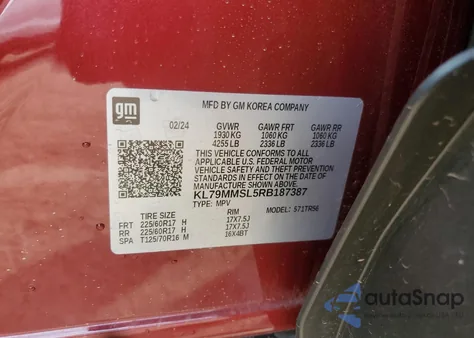 gm
MFD BY GM KOREA COMPANY
02/24 GVWR GAWR FRT GAWR RR
1930 KG 1060 KG 1060 KG
4255 LB 2336 LB 2336 LB
THIS VEHICLE CONFORMS TO ALL
APPLICABLE U.S. FEDERAL MOTOR
VEHICLE SAFETY AND THEFT
PREVENTION STANDARDS IN
EFFECT ON THE DATE OF
MANUFACTURE SHOWN ABOVE.
KL79MMSL5RB187387
TYPE: MPV MODEL: 571TR56
TIRE SIZE RIM
FRT 225/60R17 H 17X7.5J
RR 225/60R17 H 17X7.5J
SPA T125/70R16 M 16X4BT
autoSnap